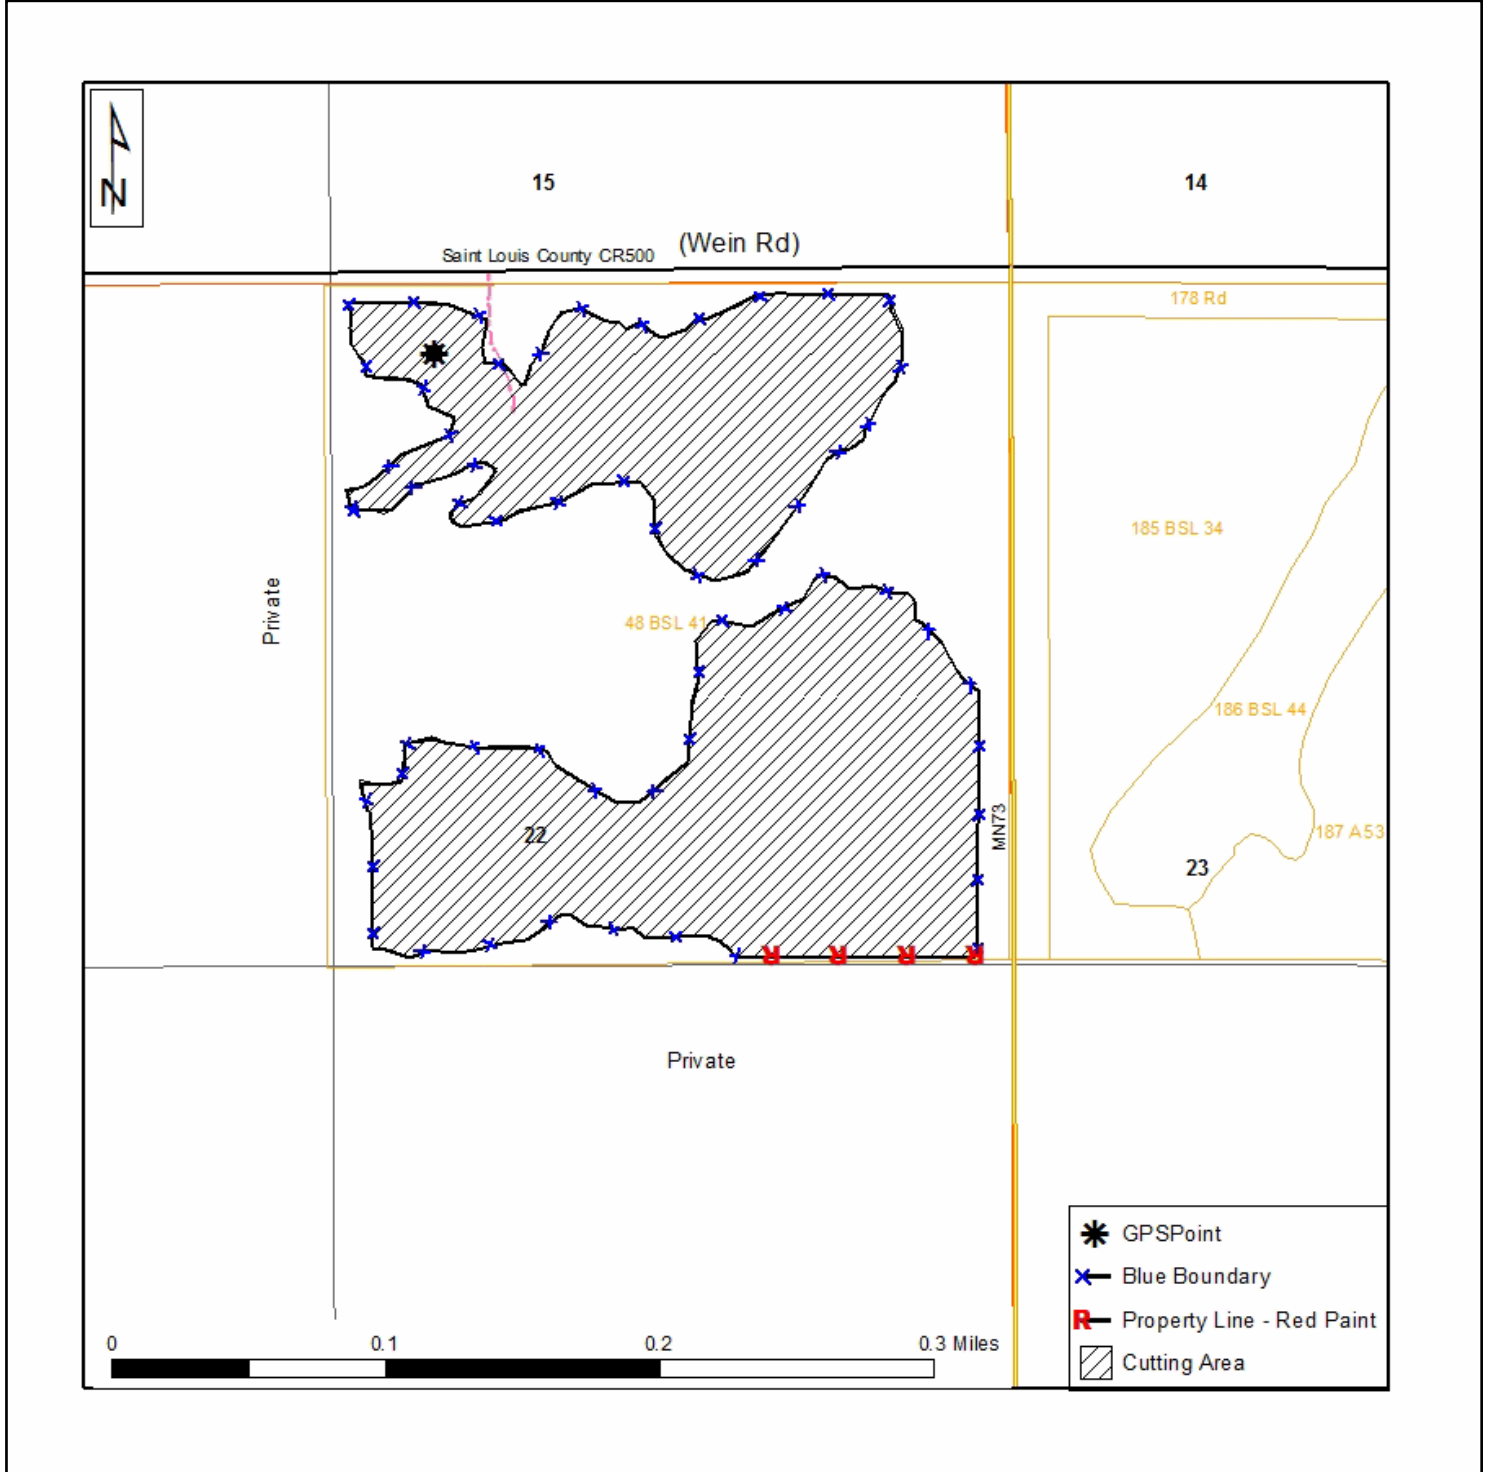 N
15
14
(Wein Rd)
Saint Louis County CR500
178 Rd
185 BSL 34
Private
48 BSL 41
186 BSL 44
MN73
187 A 53
22
23
R R R R
Private
GPSPoint
Blue Boundary
R Property Line - Red Paint
Cutting Area
0 0.1 0.2 0.3 Miles